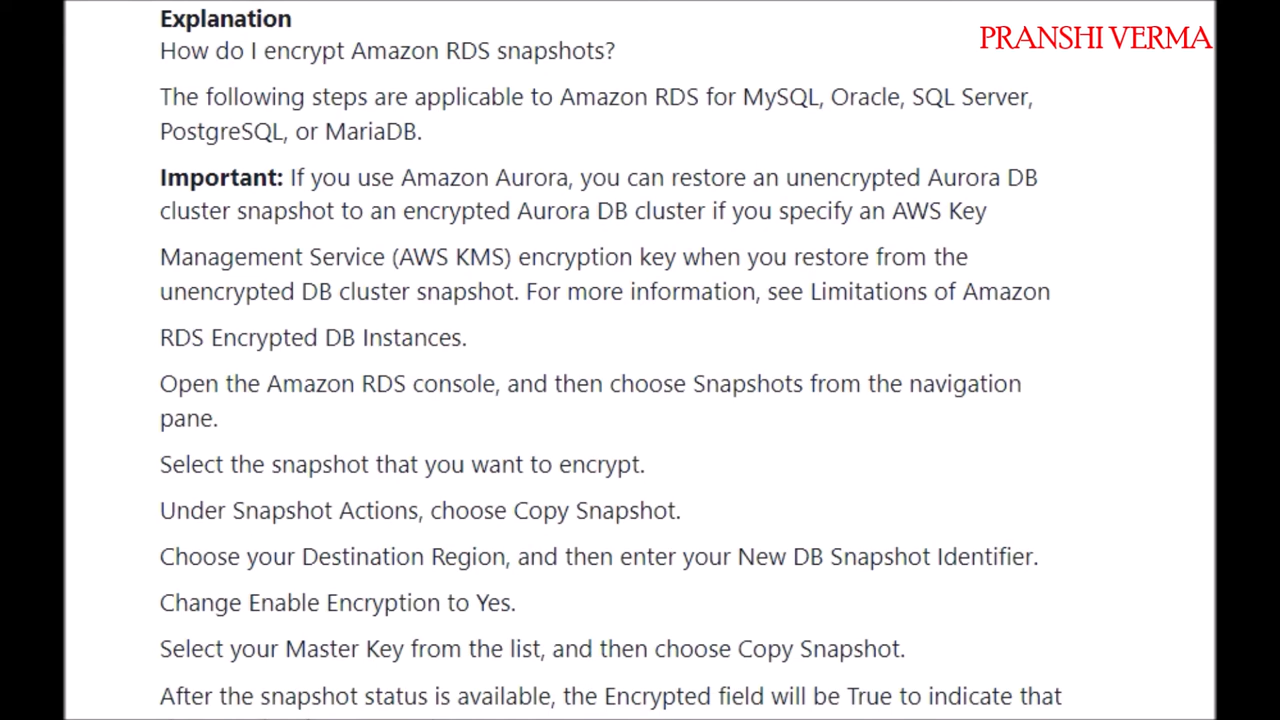 Explanation
PRANSHI VERMA
How do I encrypt Amazon RDS snapshots?
The following steps are applicable to Amazon RDS for MySQL, Oracle, SQL Server,
PostgreSQL, or MariaDB.
Important: If you use Amazon Aurora, you can restore an unencrypted Aurora DB
cluster snapshot to an encrypted Aurora DB cluster if you specify an AWS Key
Management Service (AWS KMS) encryption key when you restore from the
unencrypted DB cluster snapshot. For more information, see Limitations of Amazon
RDS Encrypted DB Instances.
Open the Amazon RDS console, and then choose Snapshots from the navigation
pane.
Select the snapshot that you want to encrypt.
Under Snapshot Actions, choose Copy Snapshot.
Choose your Destination Region, and then enter your New DB Snapshot Identifier.
Change Enable Encryption to Yes.
Select your Master Key from the list, and then choose Copy Snapshot.
After the snapshot status is available, the Encrypted field will be True to indicate that